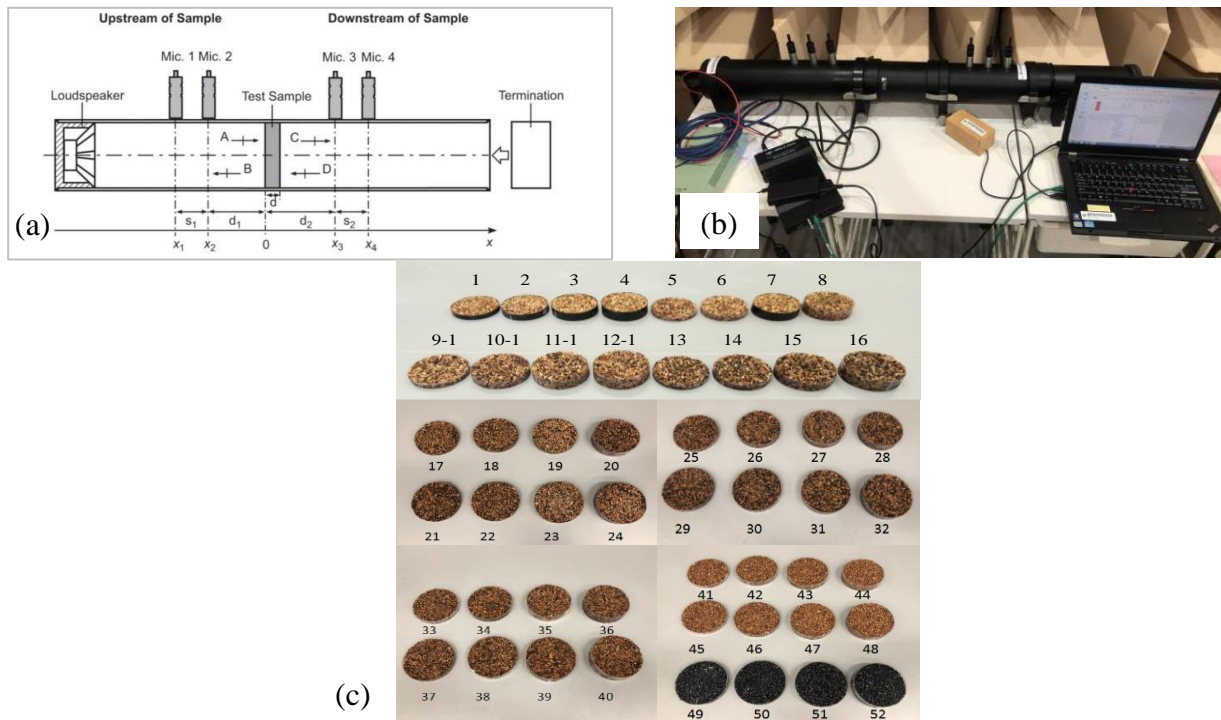 Upstream of Sample Downstream of Sample
Mic. 1 Mic. 2 Mic. 3 Mic. 4
Loudspeaker Test Sample Termination
A C
B D
d
s₁ d₁ d₂ s₂
x₁ x₂ 0 x₃ x₄ x
(a)
(b)
1 2 3 4 5 6 7 8
9-1 10-1 11-1 12-1 13 14 15 16
17 18 19 20
21 22 23 24
25 26 27 28
29 30 31 32
33 34 35 36
37 38 39 40
41 42 43 44
45 46 47 48
49 50 51 52
(c)